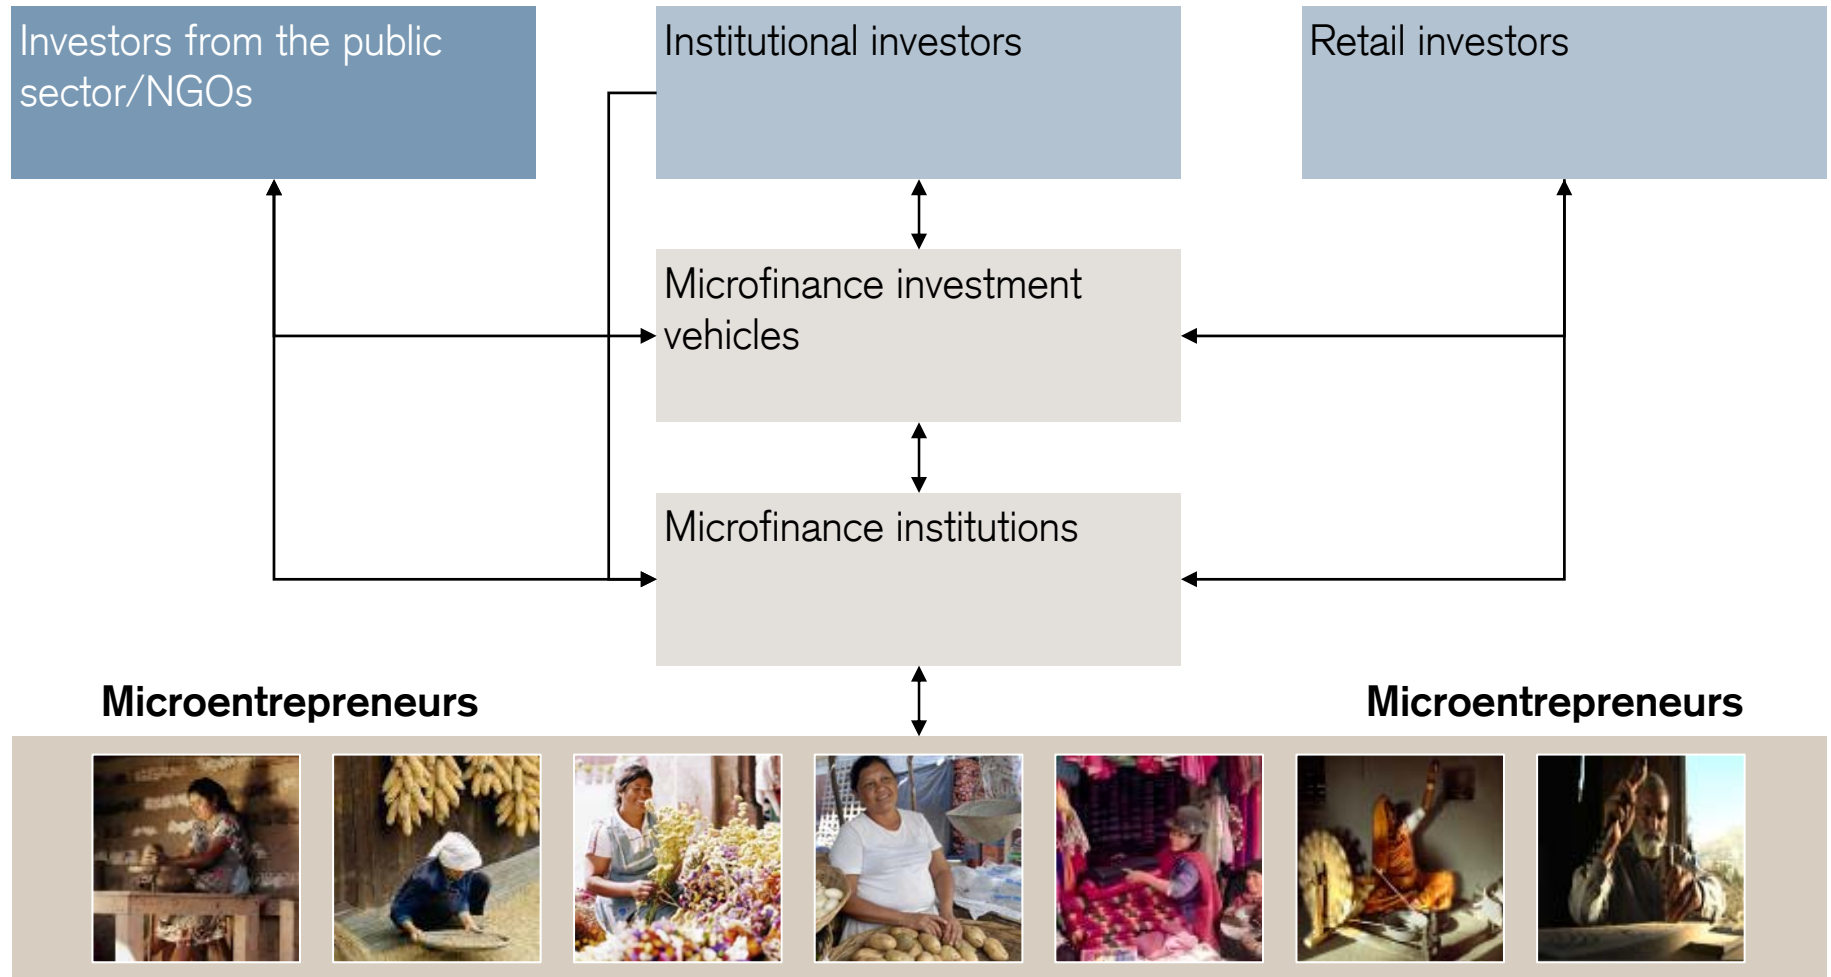 Investors from the public
sector/NGOs
Institutional investors
Retail investors
Microfinance investment
vehicles
Microfinance institutions
Microentrepreneurs
Microentrepreneurs